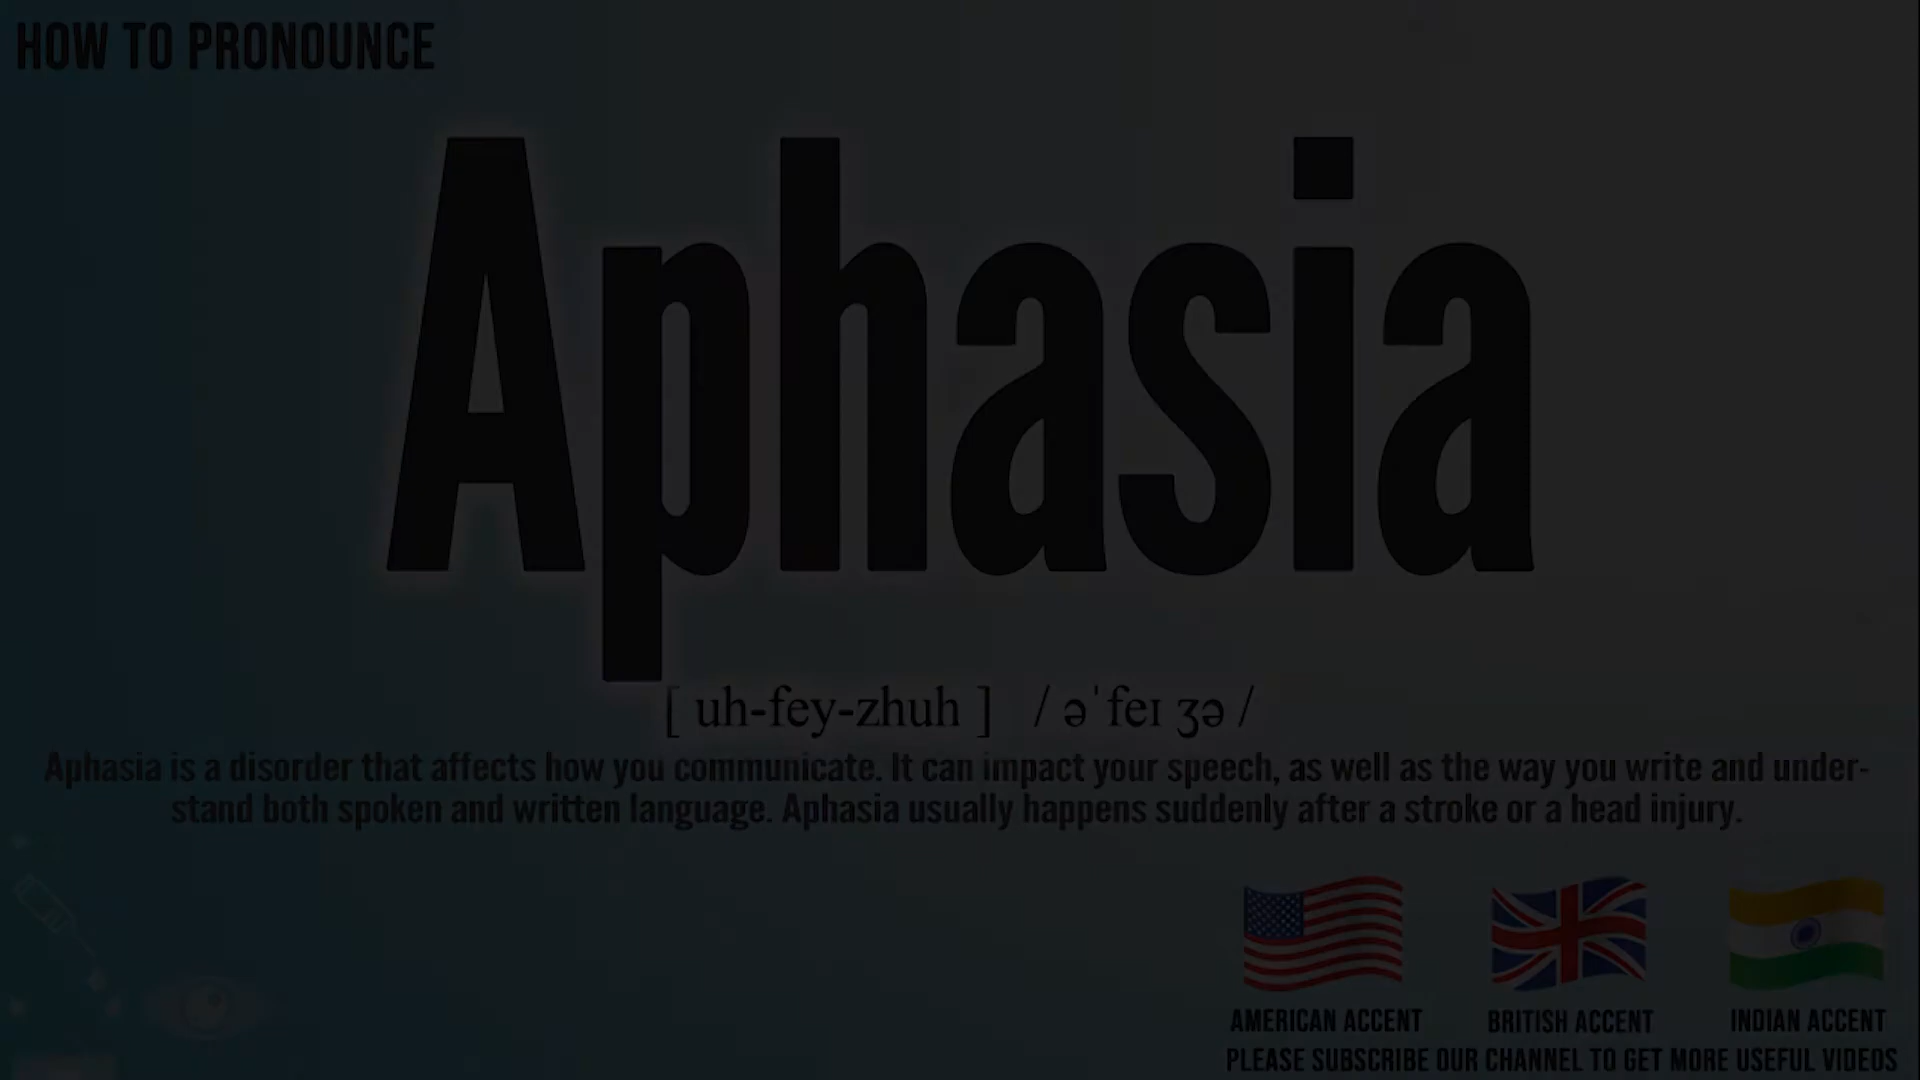 HOW TO PRONOUNCE
Aphasia
[ uh-fey-zhuh ] / əˈfeɪ ʒə /
Aphasia is a disorder that affects how you communicate. It can impact your speech, as well as the way you write and under-
stand both spoken and written language. Aphasia usually happens suddenly after a stroke or a head injury.
AMERICAN ACCENT BRITISH ACCENT INDIAN ACCENT
PLEASE SUBSCRIBE OUR CHANNEL TO GET MORE USEFUL VIDEOS